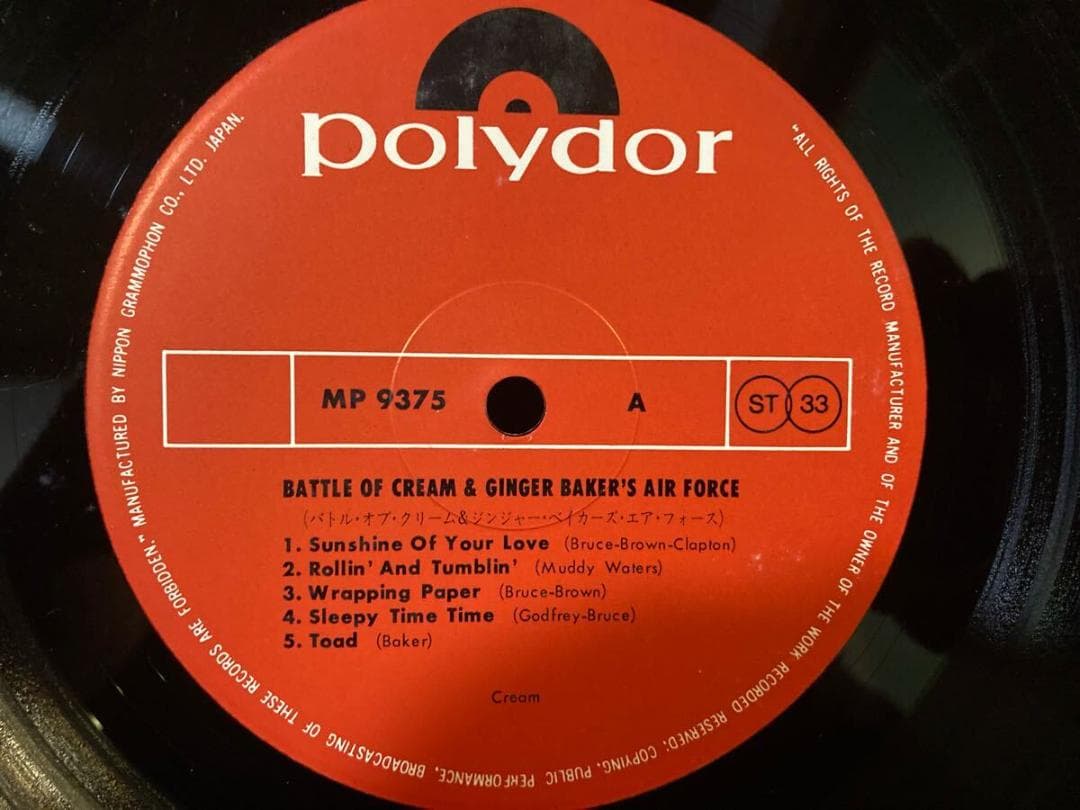 polydor
MP 9375
A
ST 33
BATTLE OF CREAM & GINGER BAKER'S AIR FORCE
(バトル・オブ・クリーム&ジンジャー・ベイカーズ・エア・フォース)
1. Sunshine Of Your Love (Bruce-Brown-Clapton)
2. Rollin' And Tumblin' (Muddy Waters)
3. Wrapping Paper (Bruce-Brown)
4. Sleepy Time Time (Godfrey-Bruce)
5. Toad (Baker)
Cream
"ALL RIGHTS OF THE RECORD MANUFACTURER AND OF THE OWNER OF THE WORK RECORDED RESERVED; COPYING, PUBLIC PERFORMANCE, BROADCASTING OF THESE RECORDS ARE FORBIDDEN." MANUFACTURED BY NIPPON GRAMMOPHON CO., LTD. JAPAN.